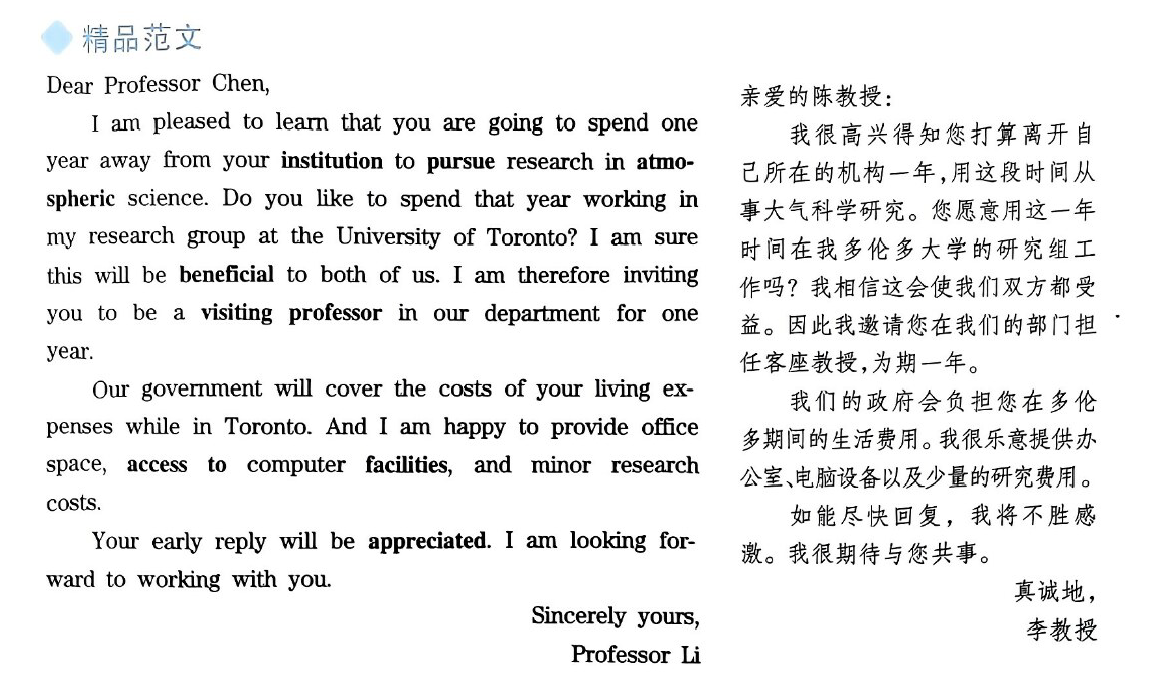 精品范文
Dear Professor Chen,
I am pleased to learn that you are going to spend one
year away from your institution to pursue research in atmo-
spheric science. Do you like to spend that year working in
my research group at the University of Toronto? I am sure
this will be beneficial to both of us. I am therefore inviting
you to be a visiting professor in our department for one
year.
Our government will cover the costs of your living ex-
penses while in Toronto. And I am happy to provide office
space, access to computer facilities, and minor research
costs.
Your early reply will be appreciated. I am looking for-
ward to working with you.
Sincerely yours,
Professor Li
亲爱的陈教授:
我很高兴得知您打算离开自
己所在的机构一年,用这段时间从
事大气科学研究。您愿意用这一年
时间在我多伦多大学的研究组工
作吗?我相信这会使我们双方都受
益。因此我邀请您在我们的部门担
任客座教授,为期一年。
我们的政府会负担您在多伦
多期间的生活费用。我很乐意提供办
公室、电脑设备以及少量的研究费用。
如能尽快回复,我将不胜感
激。我很期待与您共事。
真诚地,
李教授